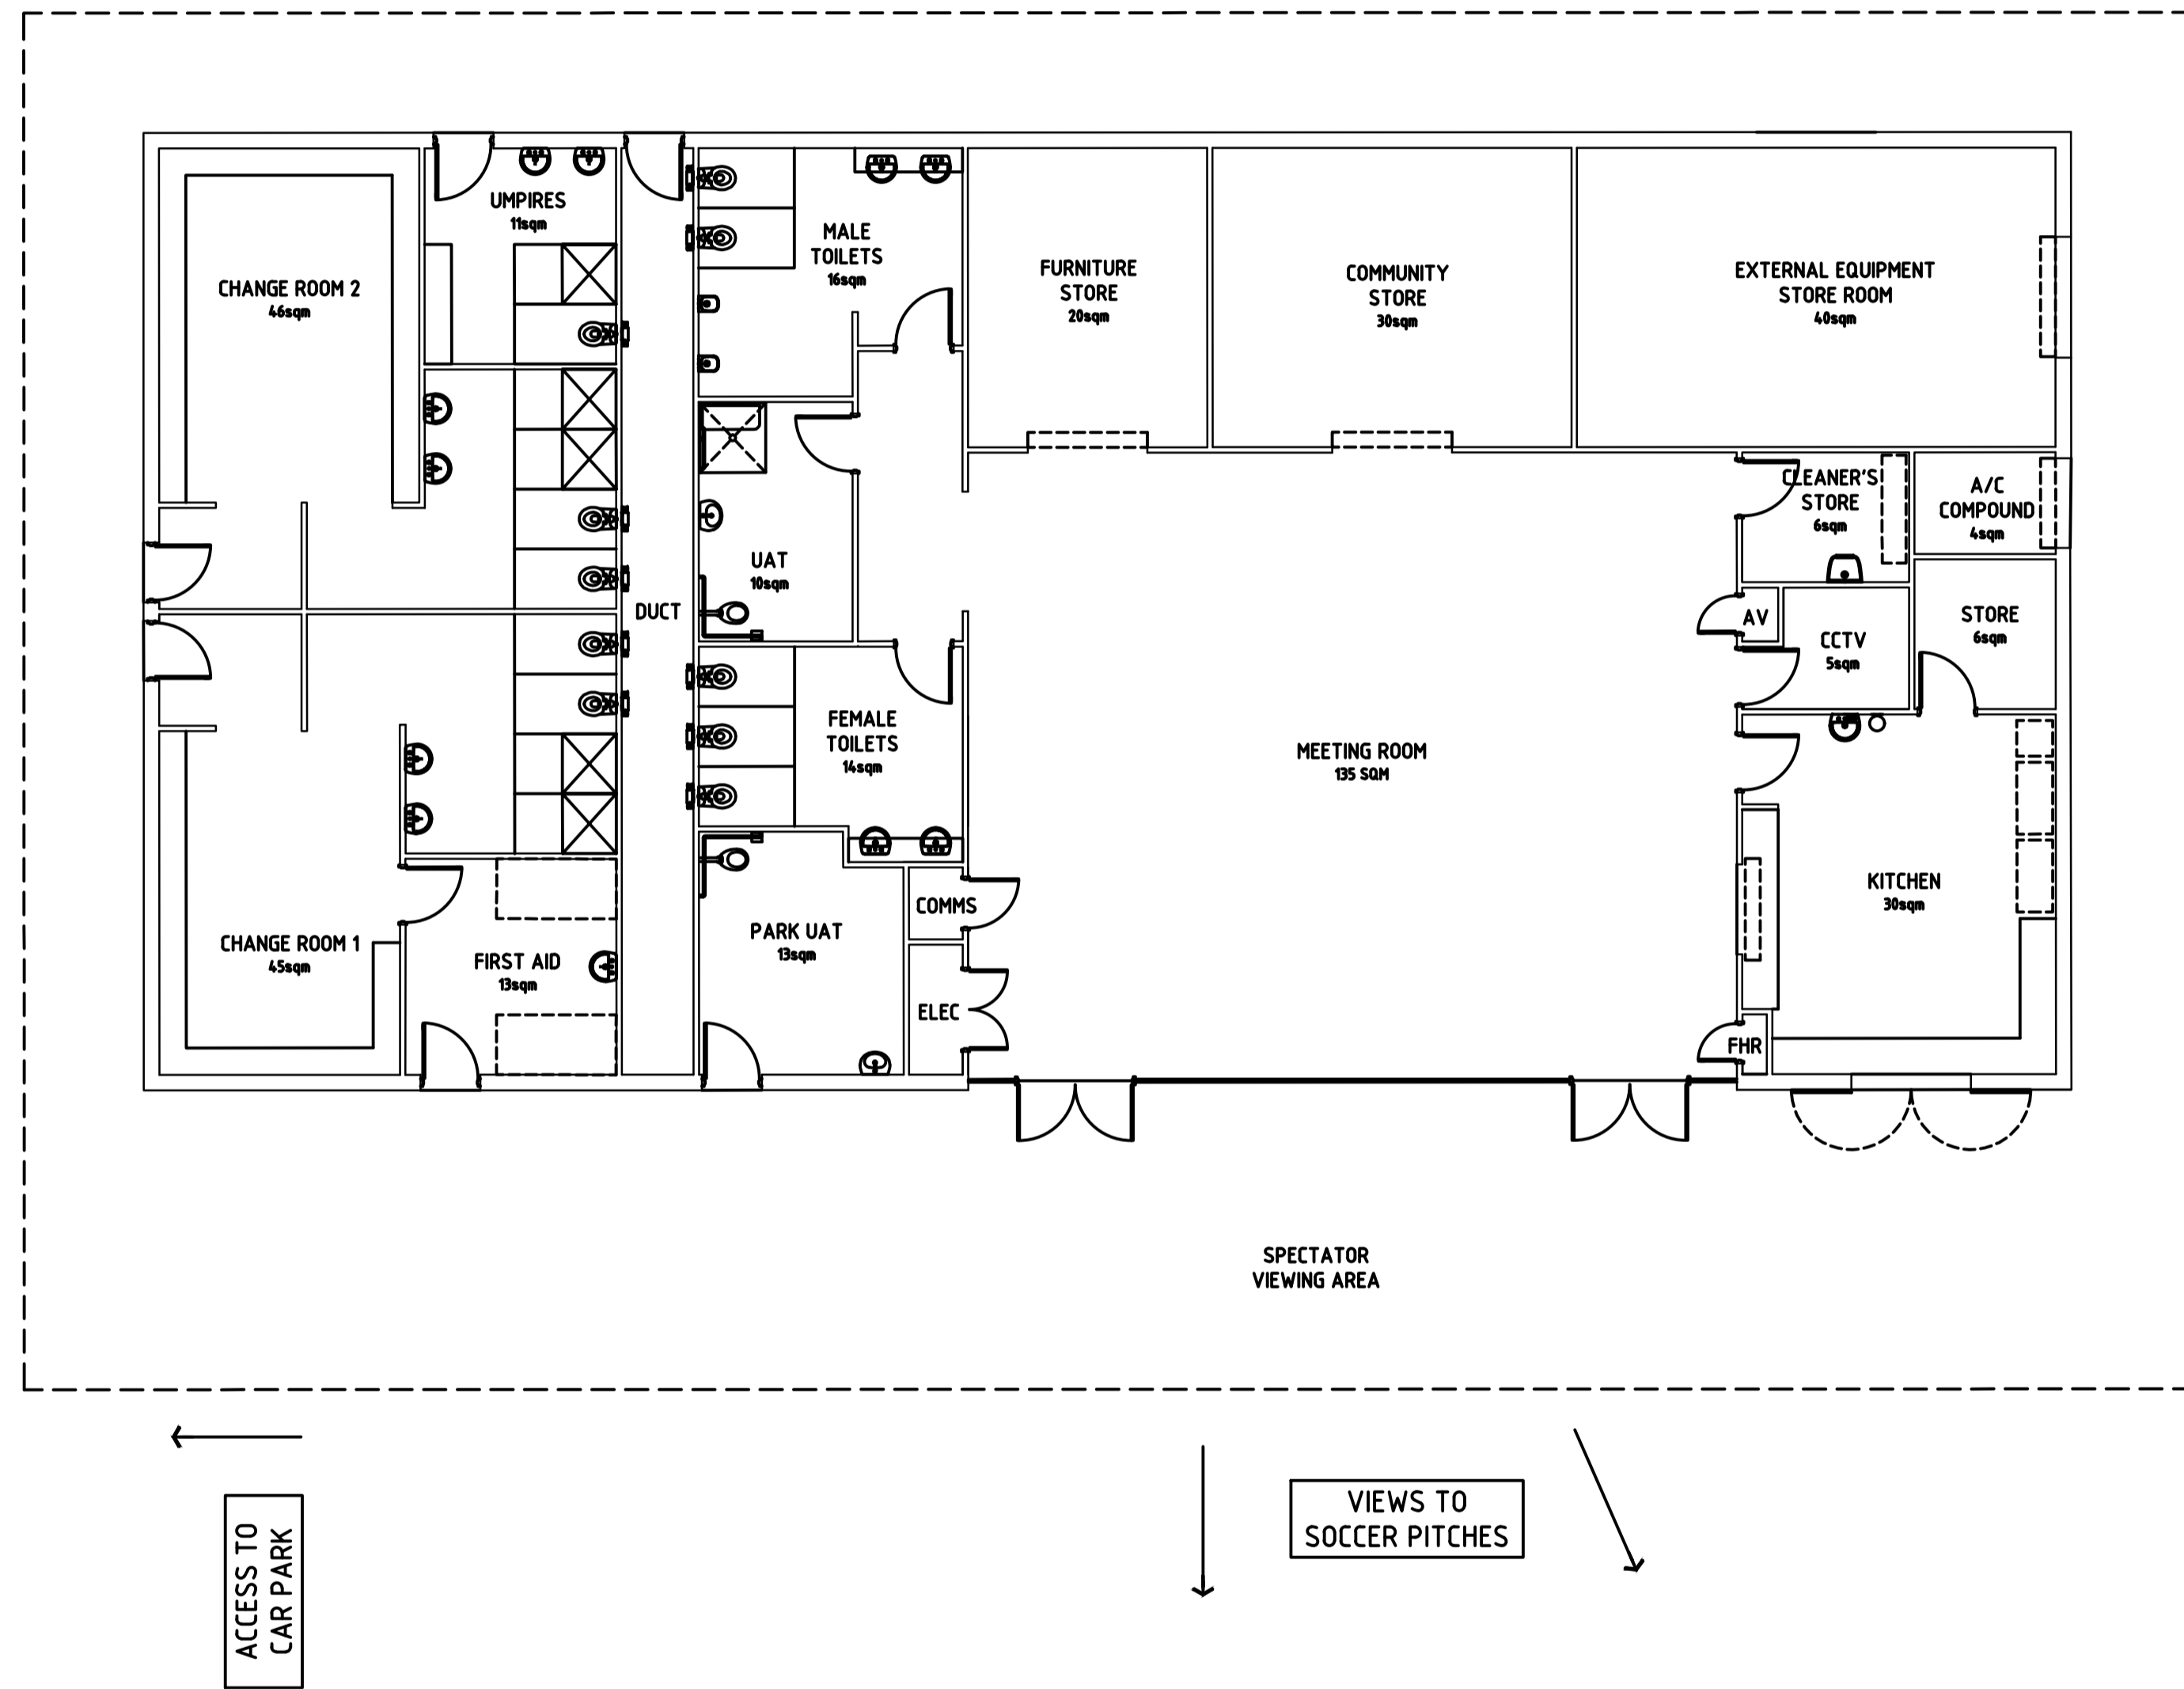 UMPIRES
11sqm
CHANGE ROOM 2
46sqm
MALE
TOILETS
16sqm
FURNITURE
STORE
20sqm
COMMUNITY
STORE
30sqm
EXTERNAL EQUIPMENT
STORE ROOM
40sqm
CLEANER'S
STORE
6sqm
A/C
COMPOUND
4sqm
UAT
10sqm
DUCT
AV
CCTV
5sqm
STORE
6sqm
FEMALE
TOILETS
14sqm
MEETING ROOM
135 SQM
KITCHEN
30sqm
COMMS
PARK UAT
13sqm
CHANGE ROOM 1
45sqm
FIRST AID
13sqm
ELEC
FHR
SPECTATOR
VIEWING AREA
VIEWS TO
SOCCER PITCHES
ACCESS TO
CAR PARK